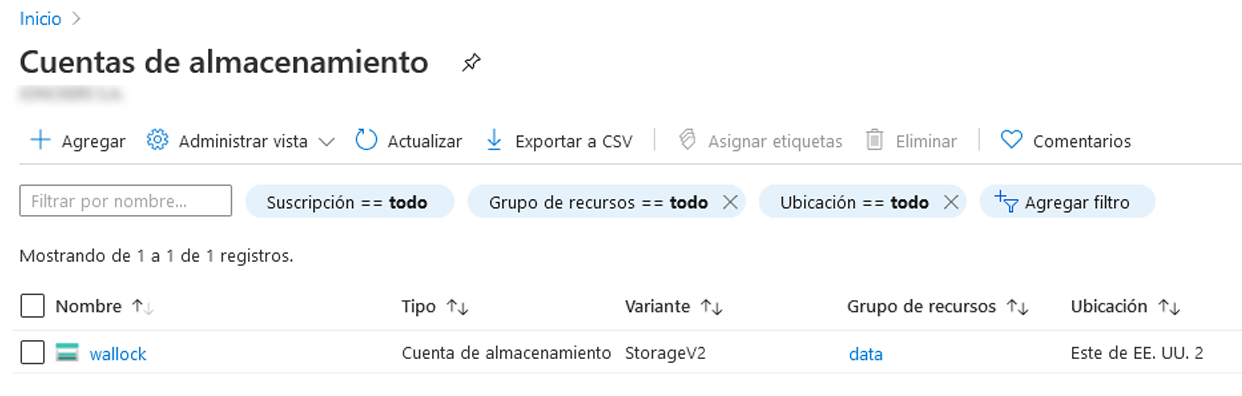 Inicio
Cuentas de almacenamiento
Agregar Administrar vista Actualizar Exportar a CSV Asignar etiquetas Eliminar Comentarios
Filtrar por nombre... Suscripción == todo Grupo de recursos == todo Ubicación == todo Agregar filtro
Mostrando de 1 a 1 de 1 registros.
Nombre Tipo Variante Grupo de recursos Ubicación
wallock Cuenta de almacenamiento StorageV2 data Este de EE. UU. 2